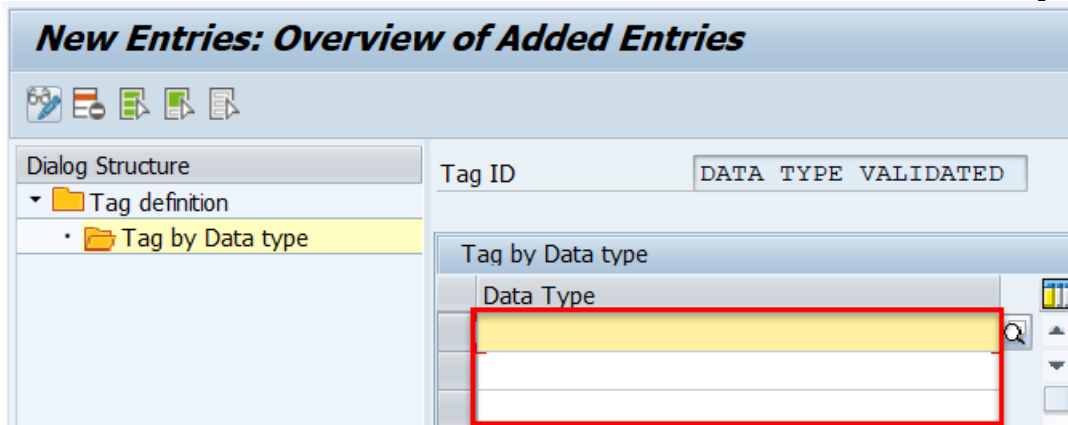 New Entries: Overview of Added Entries
Dialog Structure
Tag definition
Tag by Data type
Tag ID DATA TYPE VALIDATED
Tag by Data type
Data Type